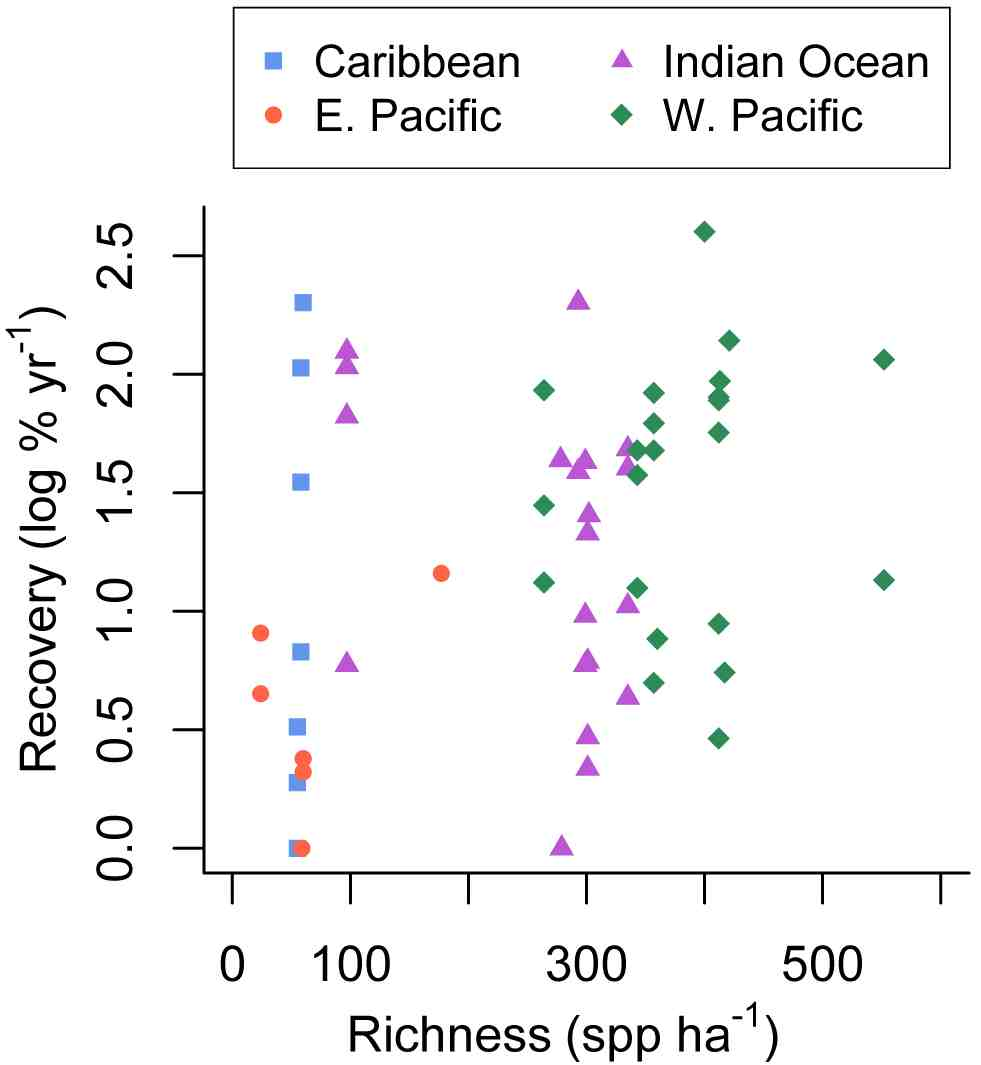 Caribbean Indian Ocean
E. Pacific W. Pacific
2.5
2.0
1.5
1.0
0.5
0.0
Recovery (log % yr⁻¹)
0 100 300 500
Richness (spp ha⁻¹)